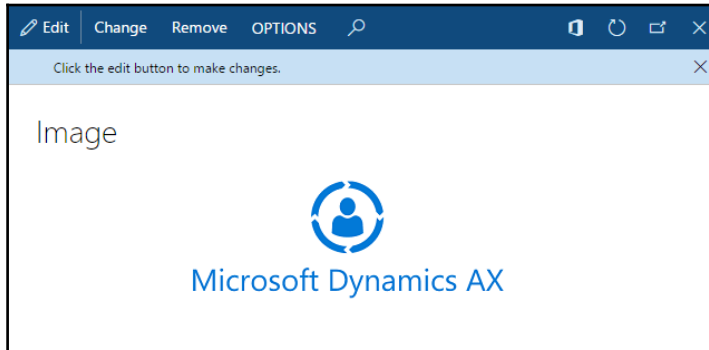 Edit Change Remove OPTIONS
Click the edit button to make changes.
Image
Microsoft Dynamics AX